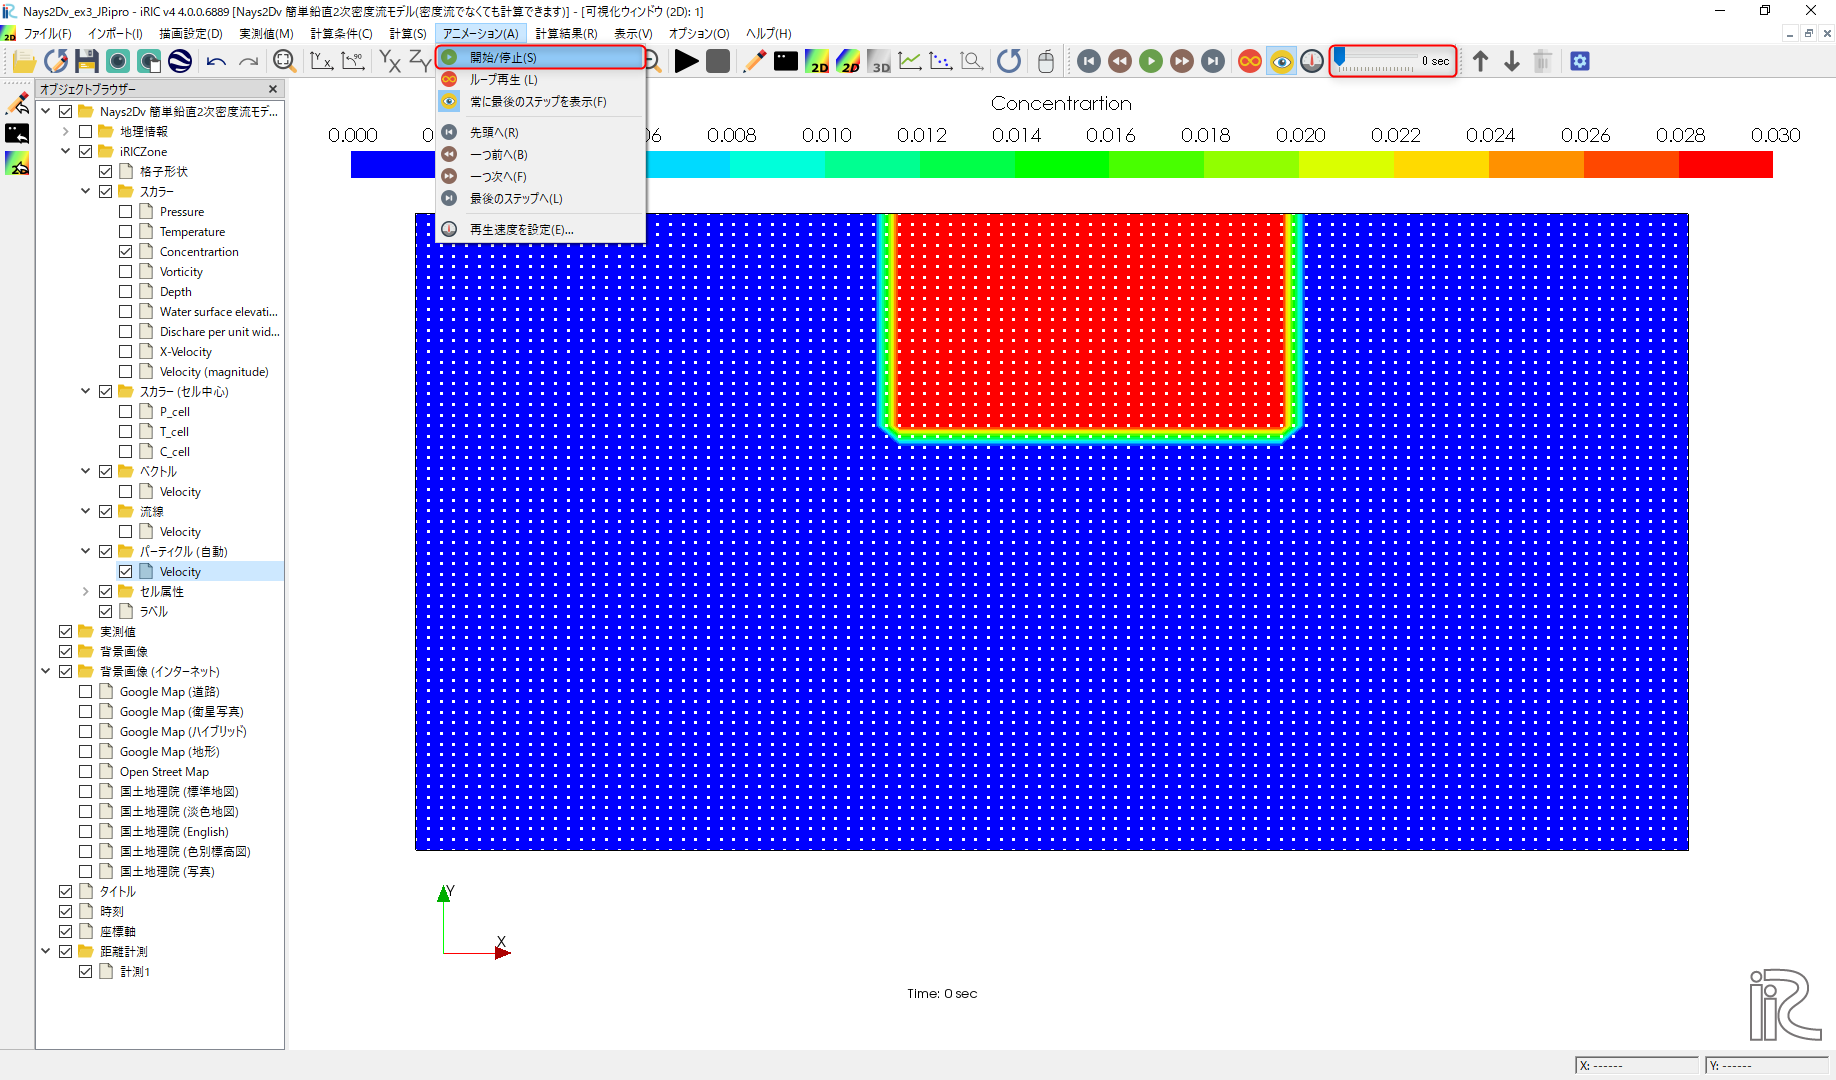 Nays2Dv_ex3_JP.ipro - iRIC v4 4.0.0.6889 [Nays2Dv 簡単鉛直2次密度流モデル(密度流でなくても計算できます)] - [可視化ウィンドウ (2D): 1]
ファイル(F) インポート(I) 描画設定(D) 実測値(M) 計算条件(C) 計算(S) アニメーション(A) 計算結果(R) 表示(V) オプション(O) ヘルプ(H)
0 sec
開始/停止(S)
ループ再生 (L)
常に最後のステップを表示(F)
先頭へ(R)
一つ前へ(B)
一つ次へ(F)
最後のステップへ(L)
再生速度を設定(E)...
オブジェクトブラウザー
Nays2Dv 簡単鉛直2次密度流モデ...
地理情報
iRICZone
格子形状
スカラー
Pressure
Temperature
Concentrartion
Vorticity
Depth
Water surface elevati...
Dischare per unit wid...
X-Velocity
Velocity (magnitude)
スカラー (セル中心)
P_cell
T_cell
C_cell
ベクトル
Velocity
流線
Velocity
パーティクル (自動)
Velocity
セル属性
ラベル
実測値
背景画像
背景画像 (インターネット)
Google Map (道路)
Google Map (衛星写真)
Google Map (ハイブリッド)
Google Map (地形)
Open Street Map
国土地理院 (標準地図)
国土地理院 (淡色地図)
国土地理院 (English)
国土地理院 (色別標高図)
国土地理院 (写真)
タイトル
時刻
座標軸
距離計測
計測1
Concentrartion
0.000 0.008 0.010 0.012 0.014 0.016 0.018 0.020 0.022 0.024 0.026 0.028 0.030
Y
X
Time: 0 sec
iRIC
X: ------ Y: ------